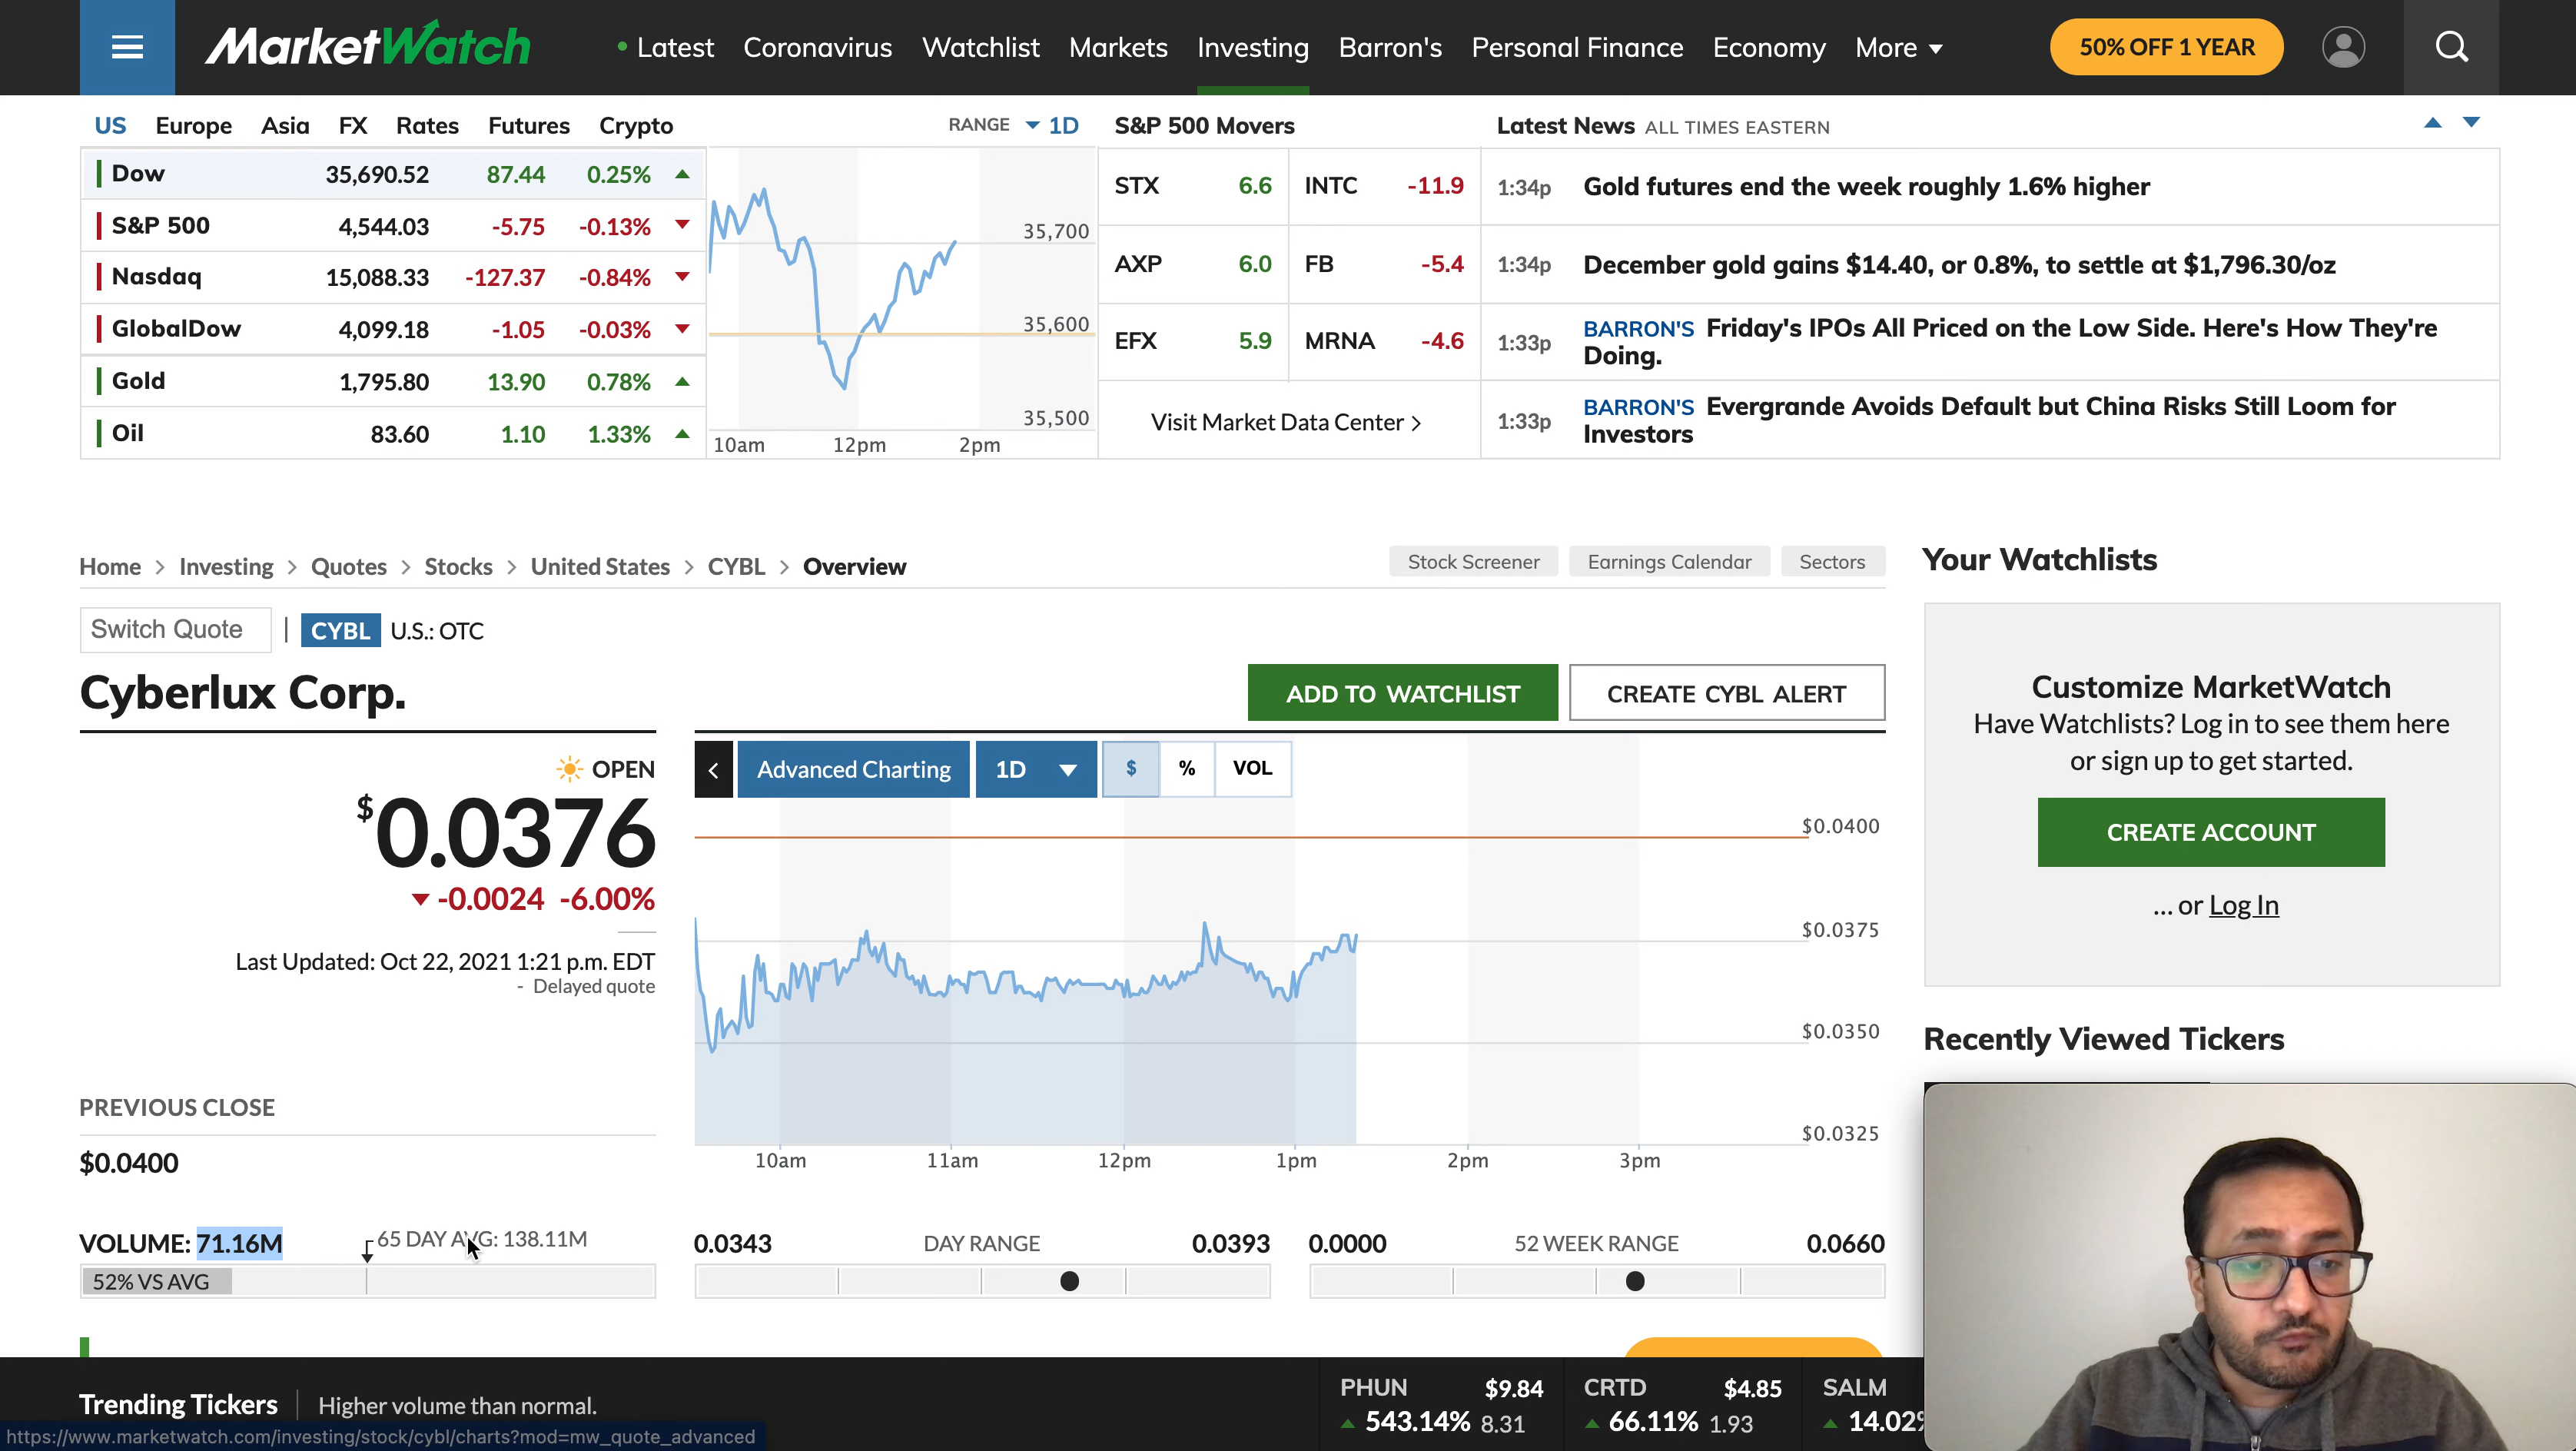 MarketWatch
Latest Coronavirus Watchlist Markets Investing Barron's Personal Finance Economy More
50% OFF 1 YEAR
US Europe Asia FX Rates Futures Crypto
RANGE 1D
Dow 35,690.52 87.44 0.25%
S&P 500 4,544.03 -5.75 -0.13%
Nasdaq 15,088.33 -127.37 -0.84%
GlobalDow 4,099.18 -1.05 -0.03%
Gold 1,795.80 13.90 0.78%
Oil 83.60 1.10 1.33%
35,700
35,600
35,500
10am 12pm 2pm
S&P 500 Movers
STX 6.6 INTC -11.9
AXP 6.0 FB -5.4
EFX 5.9 MRNA -4.6
Visit Market Data Center >
Latest News ALL TIMES EASTERN
1:34p Gold futures end the week roughly 1.6% higher
1:34p December gold gains $14.40, or 0.8%, to settle at $1,796.30/oz
1:33p BARRON'S Friday's IPOs All Priced on the Low Side. Here's How They're
Doing.
1:33p BARRON'S Evergrande Avoids Default but China Risks Still Loom for
Investors
Home > Investing > Quotes > Stocks > United States > CYBL > Overview
Stock Screener Earnings Calendar Sectors
Switch Quote | CYBL U.S.: OTC
Cyberlux Corp.
ADD TO WATCHLIST CREATE CYBL ALERT
OPEN
$0.0376
-0.0024 -6.00%
Last Updated: Oct 22, 2021 1:21 p.m. EDT
- Delayed quote
PREVIOUS CLOSE
$0.0400
< Advanced Charting 1D $ % VOL
$0.0400
$0.0375
$0.0350
$0.0325
10am 11am 12pm 1pm 2pm 3pm
VOLUME: 71.16M 65 DAY AVG: 138.11M
52% VS AVG
0.0343 DAY RANGE 0.0393
0.0000 52 WEEK RANGE 0.0660
Your Watchlists
Customize MarketWatch
Have Watchlists? Log in to see them here
or sign up to get started.
CREATE ACCOUNT
... or Log In
Recently Viewed Tickers
Trending Tickers | Higher volume than normal.
PHUN $9.84
543.14% 8.31
CRTD $4.85
66.11% 1.93
SALM
14.02%
https://www.marketwatch.com/investing/stock/cybl/charts?mod=mw_quote_advanced